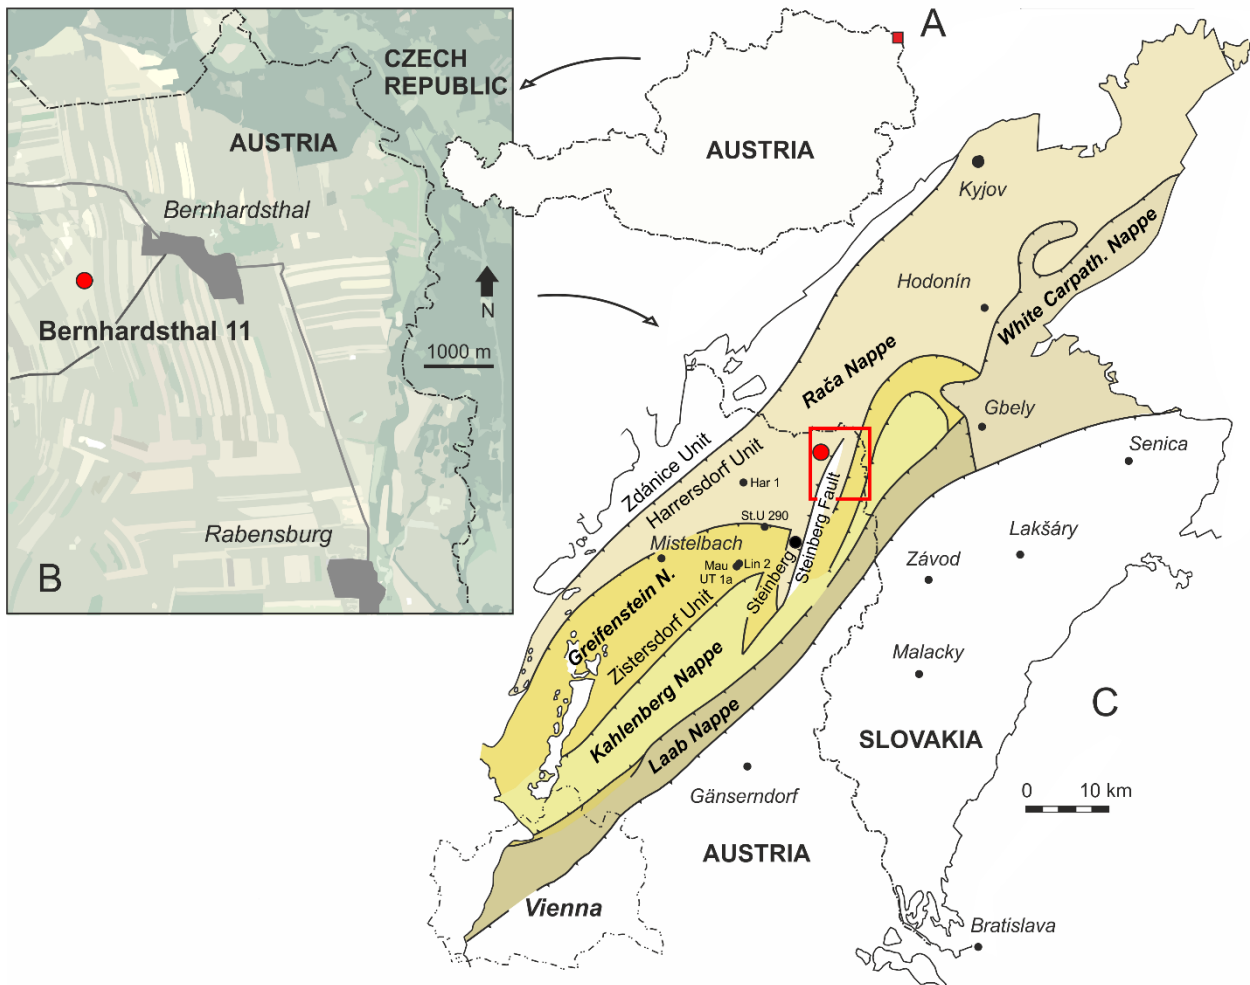 A
CZECH
REPUBLIC
AUSTRIA
Bernhardsthal
Bernhardsthal 11
N
1000 m
Rabensburg
B
AUSTRIA
Kyjov
Hodonín
White Carpath. Nappe
Rača Nappe
Gbely
Senica
Zdánice Unit
Harrersdorf Unit
Har 1
St.U 290
Mistelbach
Lin 2
Mau
UT 1a
Steinberg
Steinberg Fault
Lakšáry
Závod
Greifenstein N.
Zistersdorf Unit
Malacky
Kahlenberg Nappe
Laab Nappe
C
SLOVAKIA
Gänserndorf
0 10 km
AUSTRIA
Vienna
Bratislava